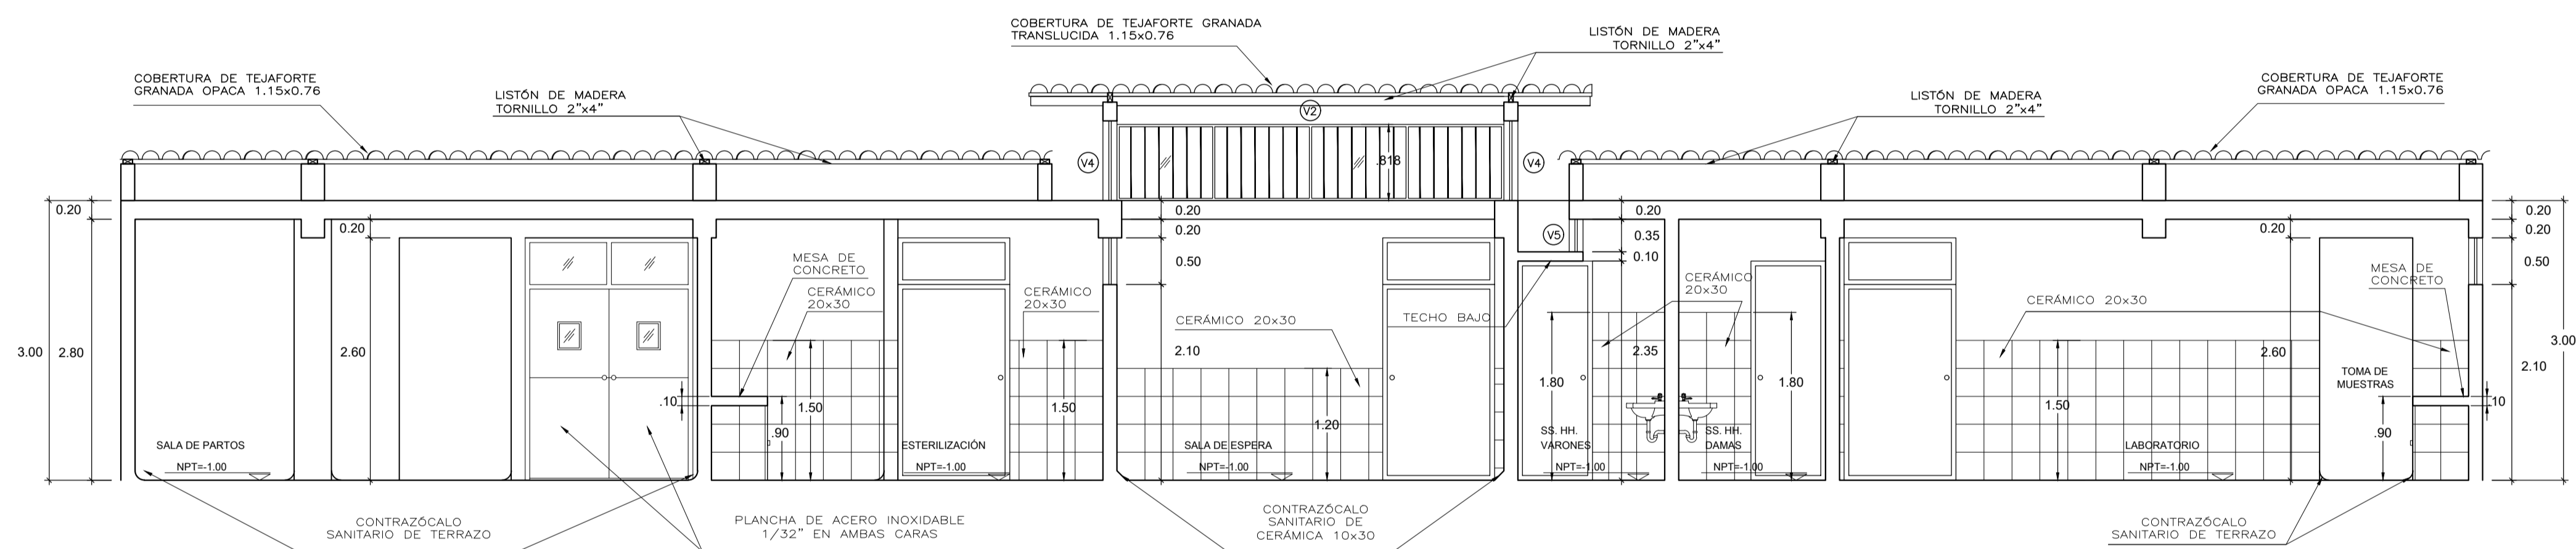 COBERTURA DE TEJAFORTE GRANADA
TRANSLUCIDA 1.15x0.76
LISTÓN DE MADERA
TORNILLO 2"x4"
COBERTURA DE TEJAFORTE
GRANADA OPACA 1.15x0.76
LISTÓN DE MADERA
TORNILLO 2"x4"
LISTÓN DE MADERA
TORNILLO 2"x4"
COBERTURA DE TEJAFORTE
GRANADA OPACA 1.15x0.76
V2
V4
.818
V4
0.20
0.20
0.20
0.20
0.20
0.20
0.20
V5
0.35
0.20
0.20
0.10
0.50
0.50
MESA DE
CONCRETO
CERÁMICO
20x30
CERÁMICO
20x30
CERÁMICO 20x30
TECHO BAJO
CERÁMICO
20x30
CERÁMICO 20x30
MESA DE
CONCRETO
3.00
2.80
2.60
2.10
2.35
2.60
2.10
3.00
1.80
1.80
TOMA DE
MUESTRAS
.10
.90
1.50
1.50
1.20
1.50
.90
.10
SALA DE PARTOS
NPT=-1.00
ESTERILIZACIÓN
NPT=-1.00
SALA DE ESPERA
NPT=-1.00
SS. HH.
VARONES
NPT=-1.00
SS. HH.
DAMAS
NPT=-1.00
LABORATORIO
NPT=-1.00
CONTRAZÓCALO
SANITARIO DE TERRAZO
PLANCHA DE ACERO INOXIDABLE
1/32" EN AMBAS CARAS
CONTRAZÓCALO
SANITARIO DE
CERÁMICA 10x30
CONTRAZÓCALO
SANITARIO DE TERRAZO